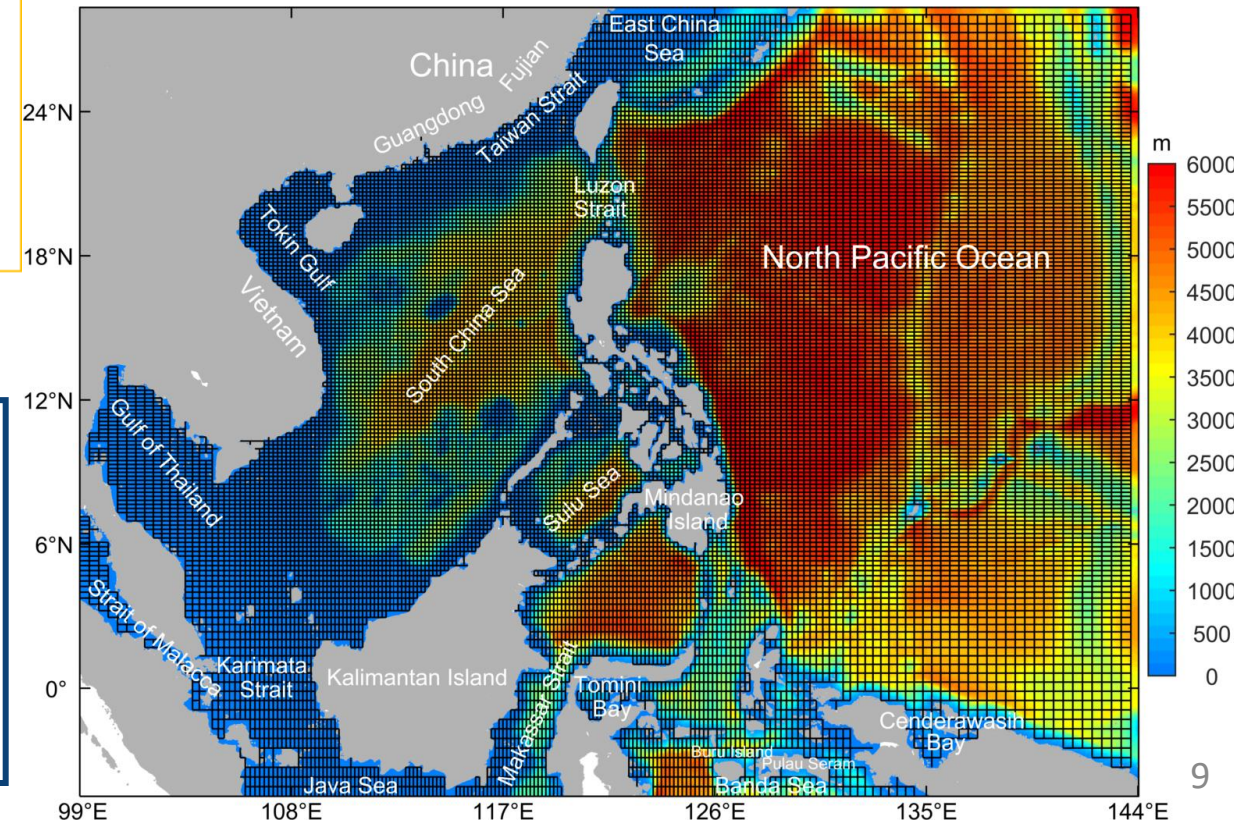 East China
Sea
China
Fujian
Guangdong
Taiwan Strait
24°N
m
6000
5500
5000
4500
4000
3500
3000
2500
2000
1500
1000
500
0
Luzon
Strait
Tokin Gulf
18°N
North Pacific Ocean
Vietnam
South China Sea
12°N
Gulf of Thailand
Sulu Sea
Mindanao
Island
6°N
Strait of Malacca
Karimata
Strait
Kalimantan Island
Makassar Strait
Tomini
Bay
0°
Cenderawasin
Bay
Buru Island
Pulau Seram
Java Sea
Banda Sea
9
99°E
108°E
117°E
126°E
135°E
144°E